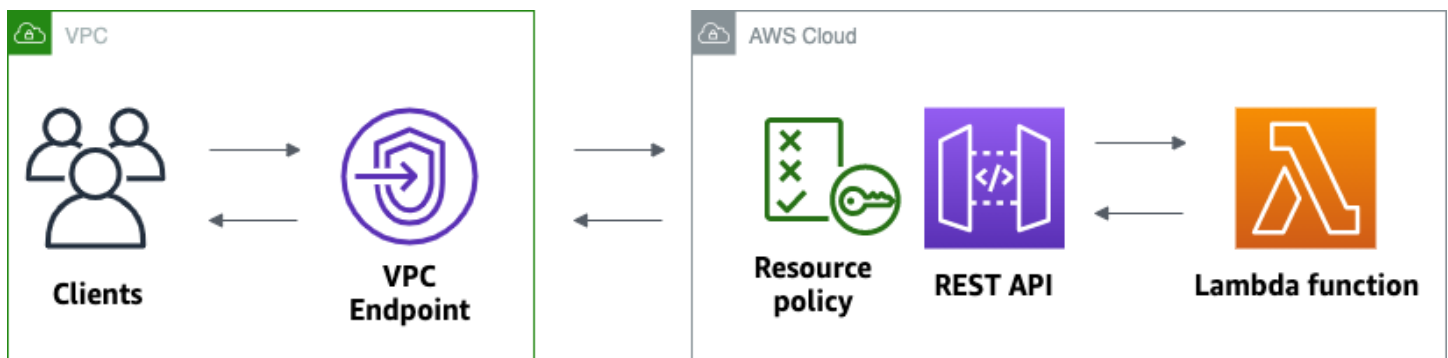 VPC
AWS Cloud
Clients
VPC
Endpoint
Resource
policy
</>
REST API
Lambda function